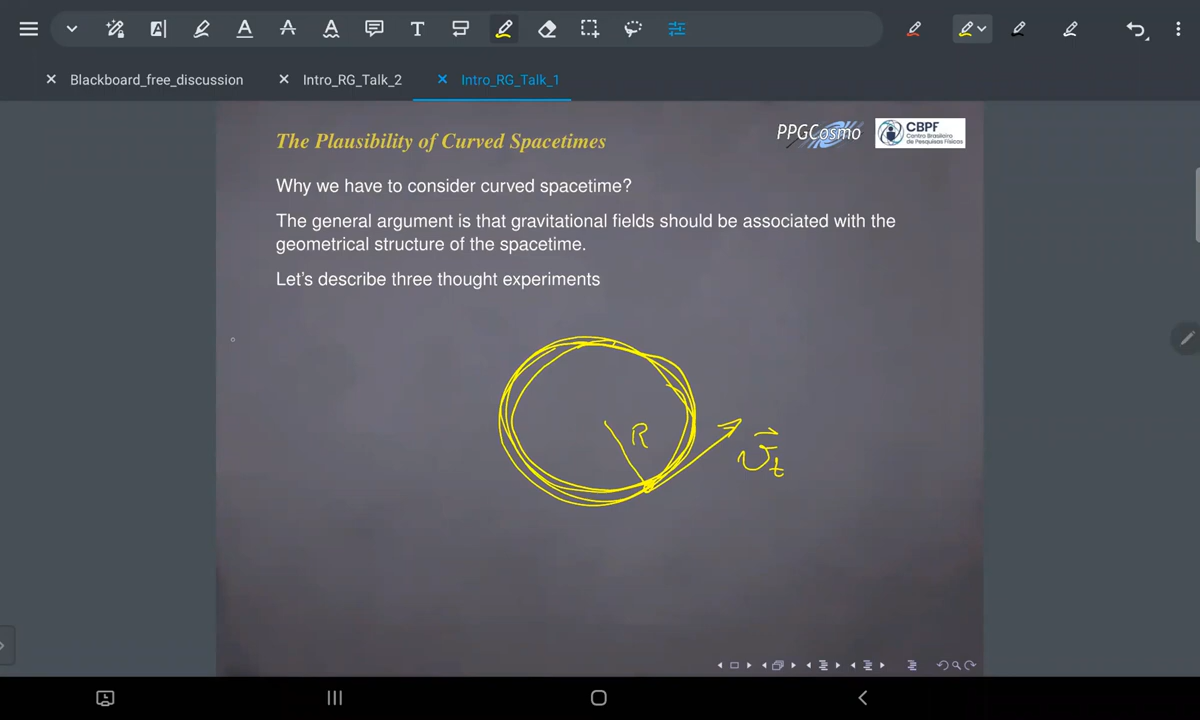 Blackboard_free_discussion
Intro_RG_Talk_2
Intro_RG_Talk_1
The Plausibility of Curved Spacetimes
PPGCosmo
CBPF
Centro Brasileiro
de Pesquisas Físicas
Why we have to consider curved spacetime?
The general argument is that gravitational fields should be associated with the
geometrical structure of the spacetime.
Let's describe three thought experiments
R
v⃗t